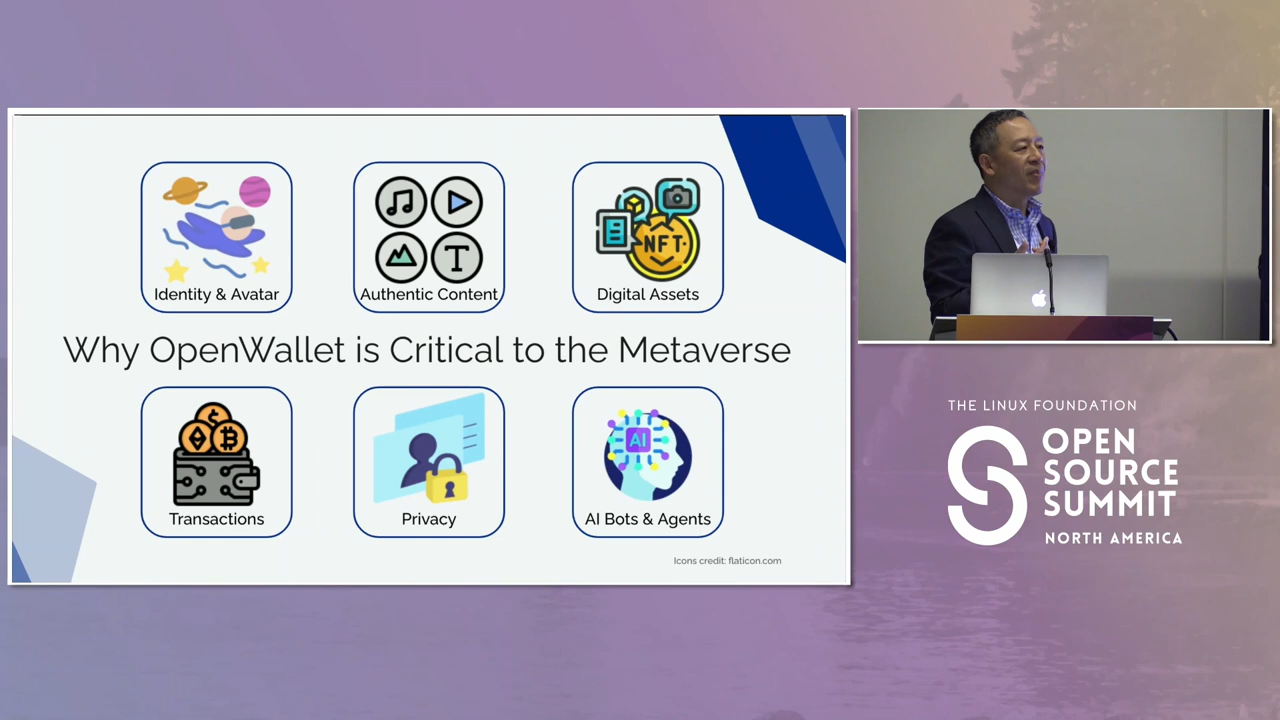 Identity & Avatar
Authentic Content
NFT
Digital Assets
Why OpenWallet is Critical to the Metaverse
Transactions
Privacy
AI
AI Bots & Agents
Icons credit: flaticon.com
THE LINUX FOUNDATION
OPEN
SOURCE
SUMMIT
NORTH AMERICA